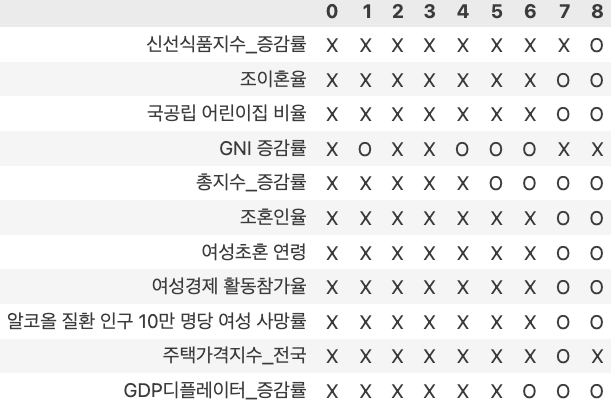 0 1 2 3 4 5 6 7 8
신선식품지수_증감률 X X X X X X X X O
조이혼율 X X X X X X X O O
국공립 어린이집 비율 X X X X X X X O O
GNI 증감률 X O X X O O O X X
총지수_증감률 X X X X X O O O O
조혼인율 X X X X X X X O O
여성초혼 연령 X X X X X X X O O
여성경제 활동참가율 X X X X X X X O O
알코올 질환 인구 10만 명당 여성 사망률 X X X X X X X O O
주택가격지수_전국 X X X X X X X O X
GDP디플레이터_증감률 X X X X X X O O O